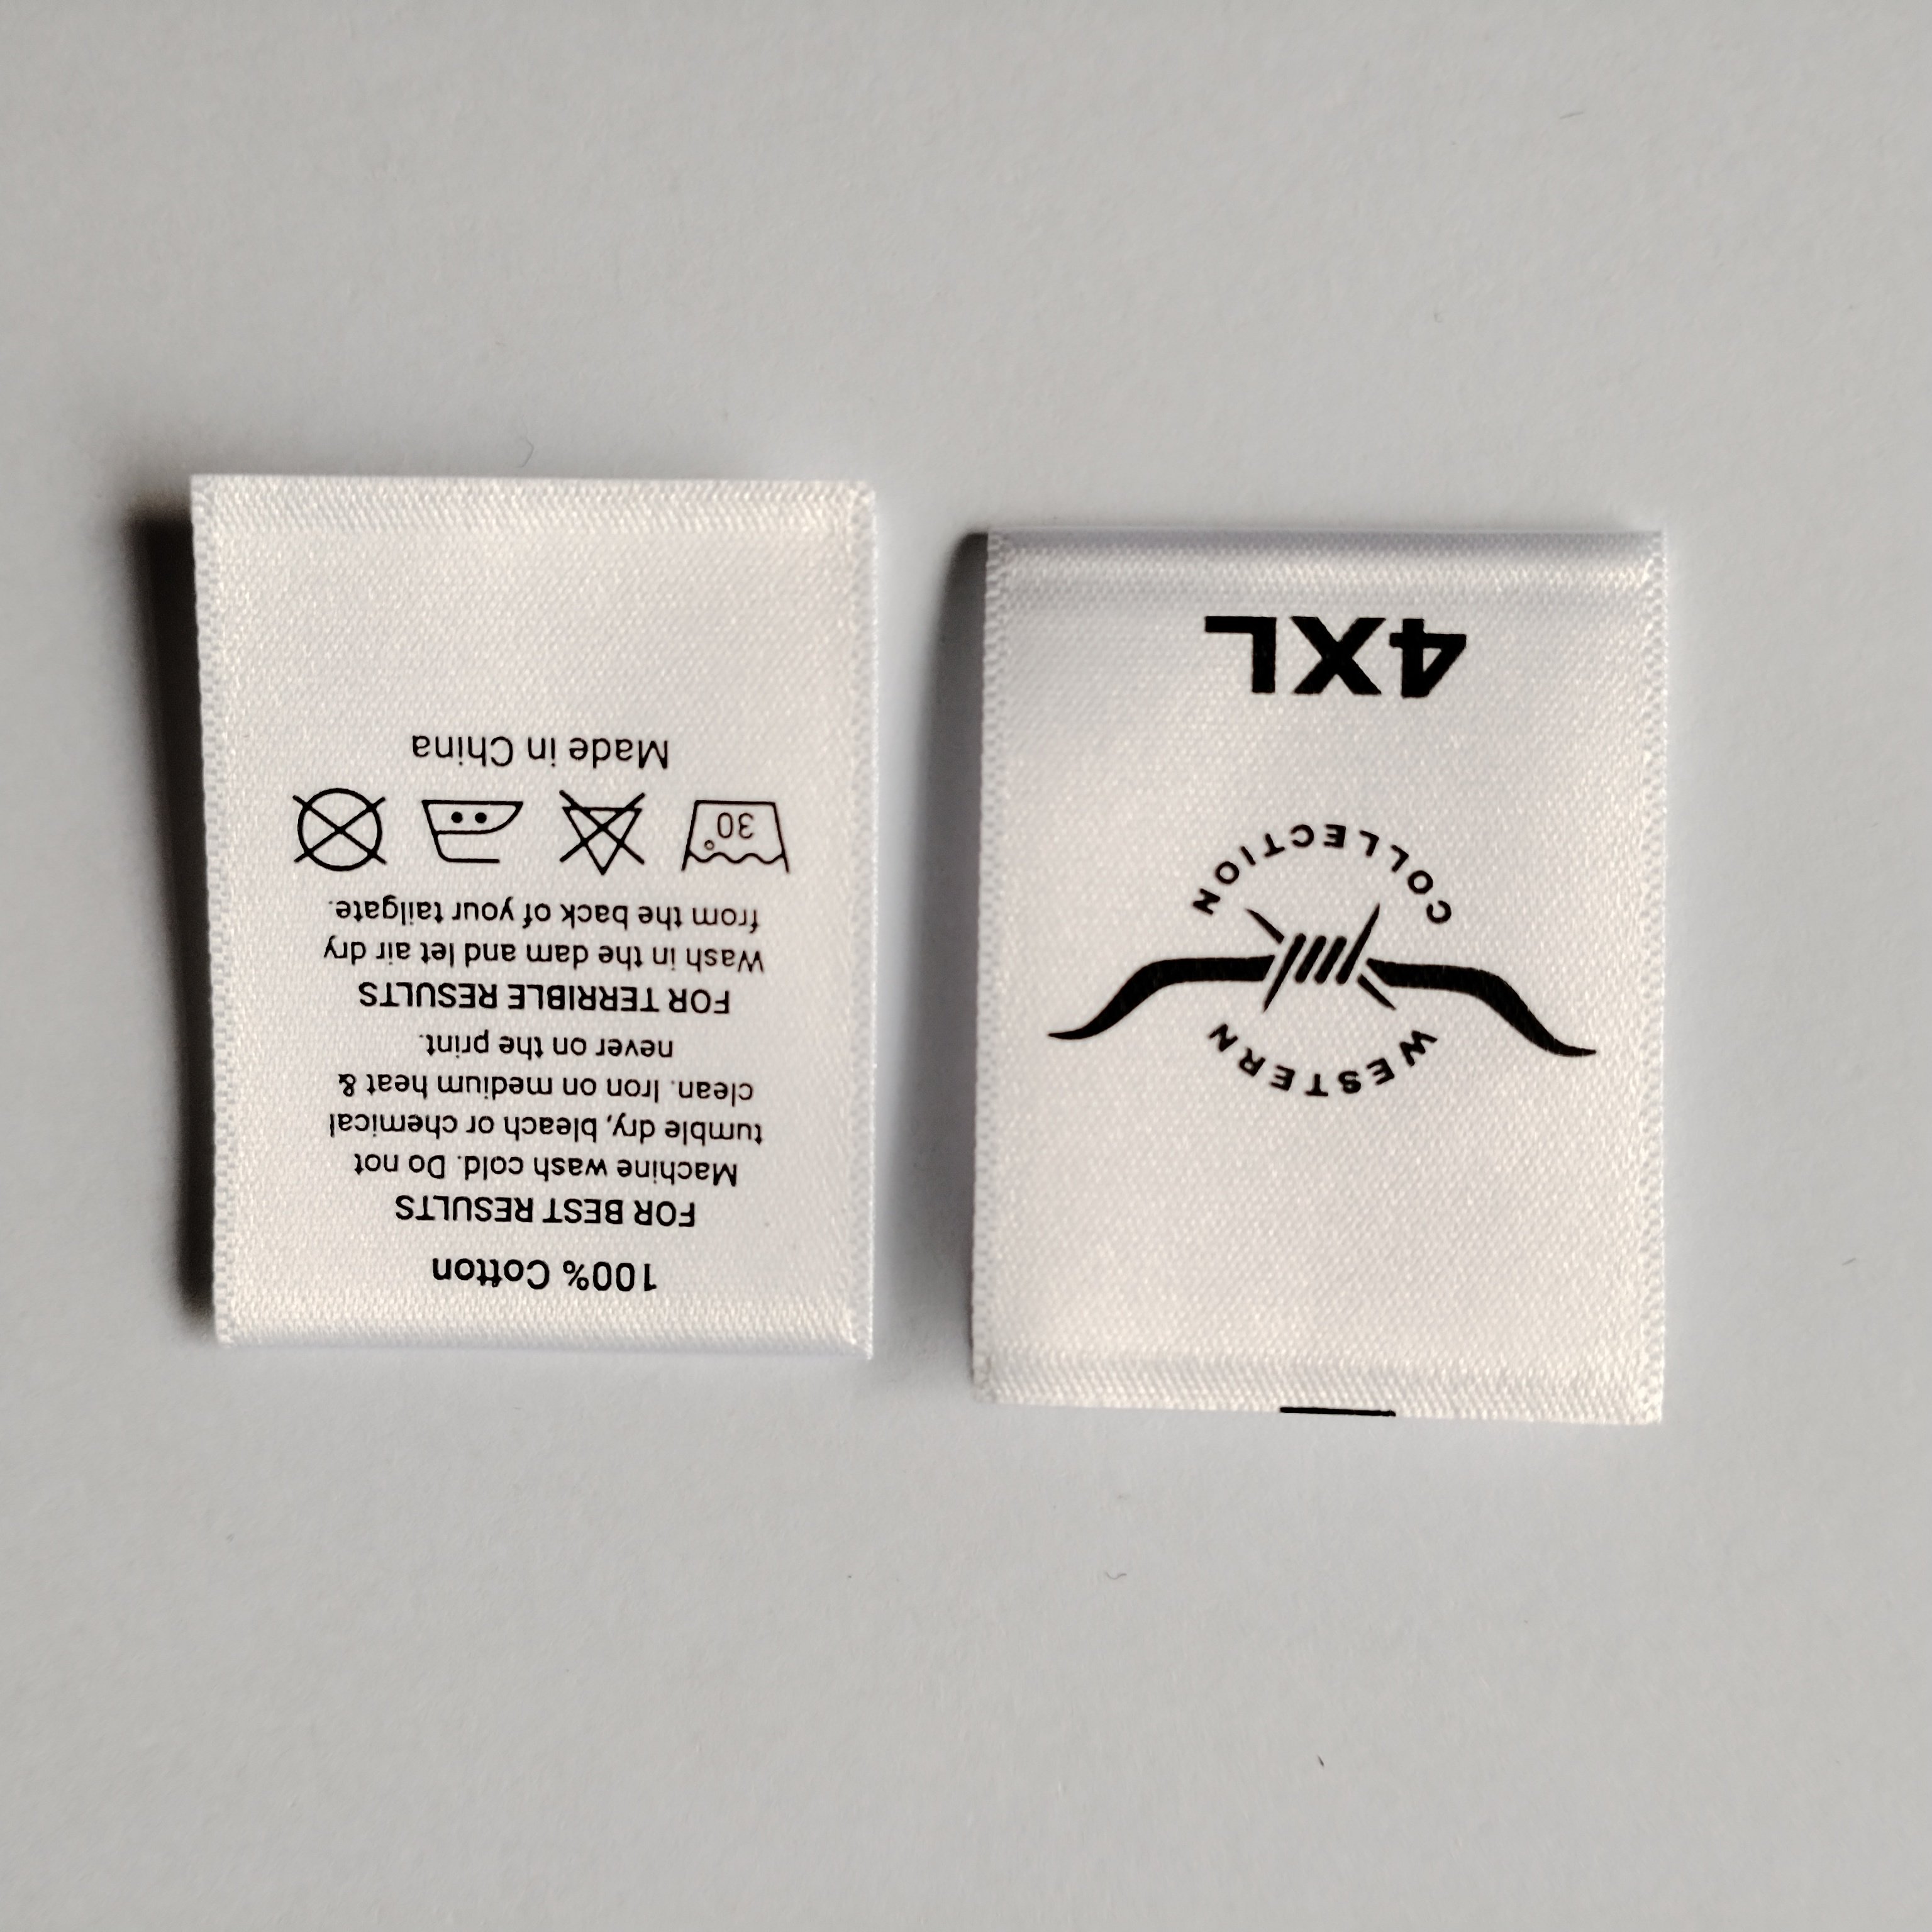 100% Cotton
FOR BEST RESULTS
Machine wash cold. Do not
tumble dry, bleach or chemical
clean. Iron on medium heat &
never on the print.
FOR TERRIBLE RESULTS
Wash in the dam and let air dry
from the back of your tailgate.
30°
Made in China
WESTERN
COLLECTION
4XL